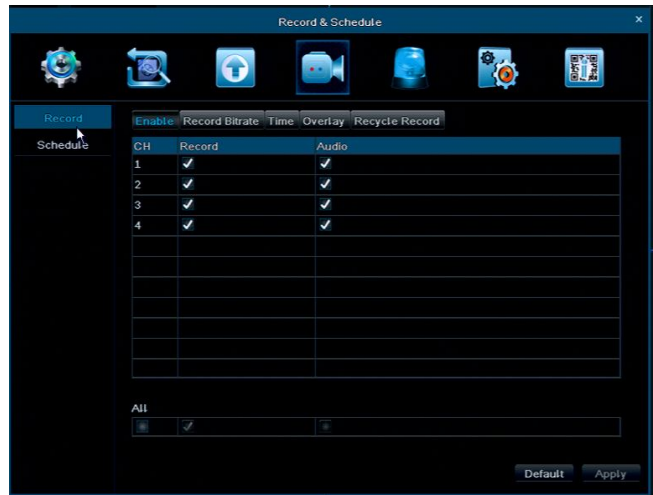 Record & Schedule
×
Record
Schedule
Enable Record Bitrate Time Overlay Recycle Record
CH Record Audio
1
2
3
4
All
Default Apply